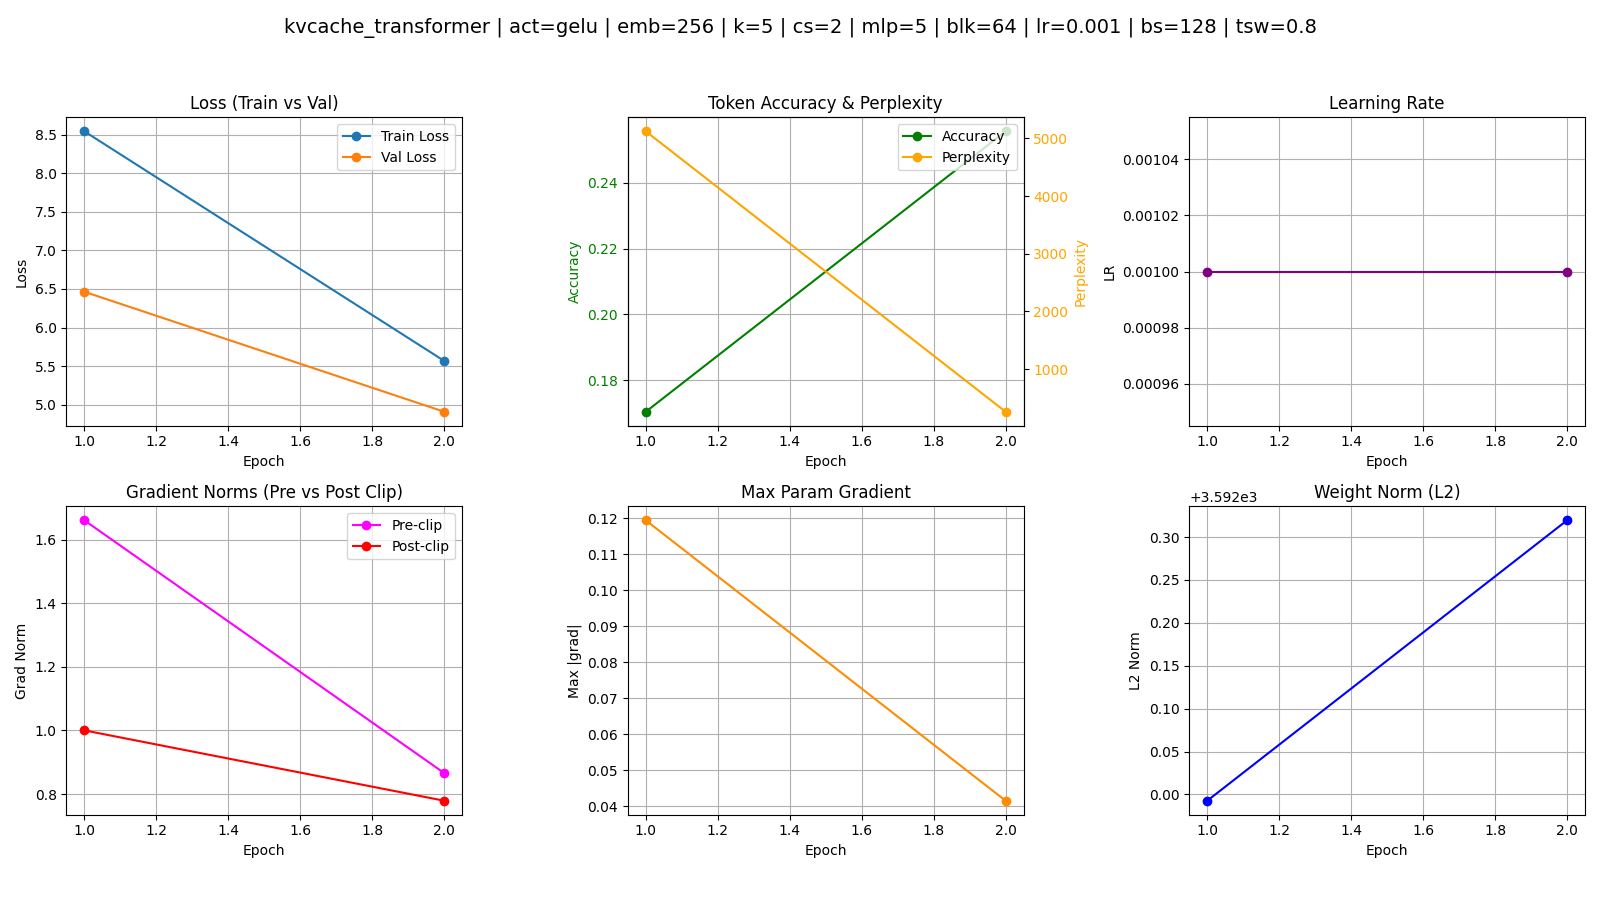 kvcache_transformer | act=gelu | emb=256 | k=5 | cs=2 | mlp=5 | blk=64 | lr=0.001 | bs=128 | tsw=0.8
Loss (Train vs Val)
8.5
8.0
7.5
7.0
6.5
6.0
5.5
5.0
Loss
Train Loss
Val Loss
1.0 1.2 1.4 1.6 1.8 2.0
Epoch
Token Accuracy & Perplexity
0.24
0.22
0.20
0.18
Accuracy
Accuracy
Perplexity
5000
4000
3000
2000
1000
Perplexity
1.0 1.2 1.4 1.6 1.8 2.0
Epoch
Learning Rate
0.00104
0.00102
0.00100
0.00098
0.00096
LR
1.0 1.2 1.4 1.6 1.8 2.0
Epoch
Gradient Norms (Pre vs Post Clip)
1.6
1.4
1.2
1.0
0.8
Grad Norm
Pre-clip
Post-clip
1.0 1.2 1.4 1.6 1.8 2.0
Epoch
Max Param Gradient
0.12
0.11
0.10
0.09
0.08
0.07
0.06
0.05
0.04
Max |grad|
1.0 1.2 1.4 1.6 1.8 2.0
Epoch
Weight Norm (L2)
+3.592e3
0.30
0.25
0.20
0.15
0.10
0.05
0.00
L2 Norm
1.0 1.2 1.4 1.6 1.8 2.0
Epoch